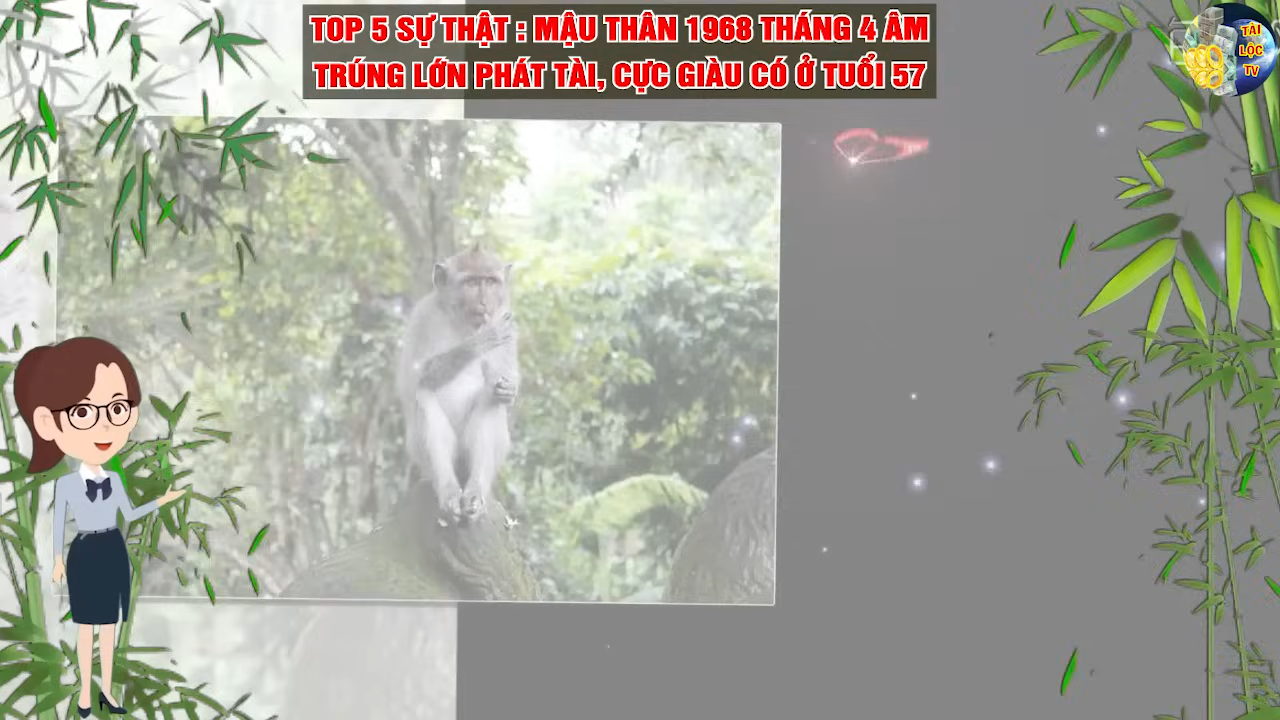 TOP 5 SỰ THẬT : MẬU THÂN 1968 THÁNG 4 ÂM
TRÚNG LỚN PHÁT TÀI, CỰC GIÀU CÓ Ở TUỔI 57
TÀI
LỘC
TV